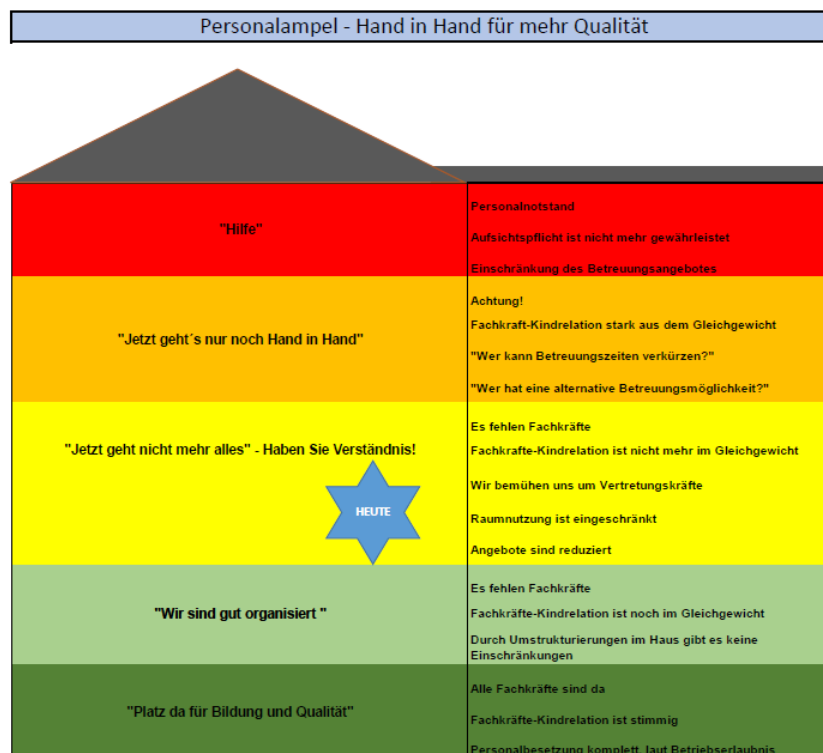 Personalampel - Hand in Hand für mehr Qualität
"Hilfe"
Personalnotstand
Aufsichtspflicht ist nicht mehr gewährleistet
Einschränkung des Betreuungsangebotes
"Jetzt geht´s nur noch Hand in Hand"
Achtung!
Fachkraft-Kindrelation stark aus dem Gleichgewicht
"Wer kann Betreuungszeiten verkürzen?"
"Wer hat eine alternative Betreuungsmöglichkeit?"
"Jetzt geht nicht mehr alles" - Haben Sie Verständnis!
HEUTE
Es fehlen Fachkräfte
Fachkrafte-Kindrelation ist nicht mehr im Gleichgewicht
Wir bemühen uns um Vertretungskräfte
Raumnutzung ist eingeschränkt
Angebote sind reduziert
"Wir sind gut organisiert "
Es fehlen Fachkräfte
Fachkräfte-Kindrelation ist noch im Gleichgewicht
Durch Umstrukturierungen im Haus gibt es keine
Einschränkungen
"Platz da für Bildung und Qualität"
Alle Fachkräfte sind da
Fachkräfte-Kindrelation ist stimmig
Personalbesetzung komplett, laut Betriebserlaubnis